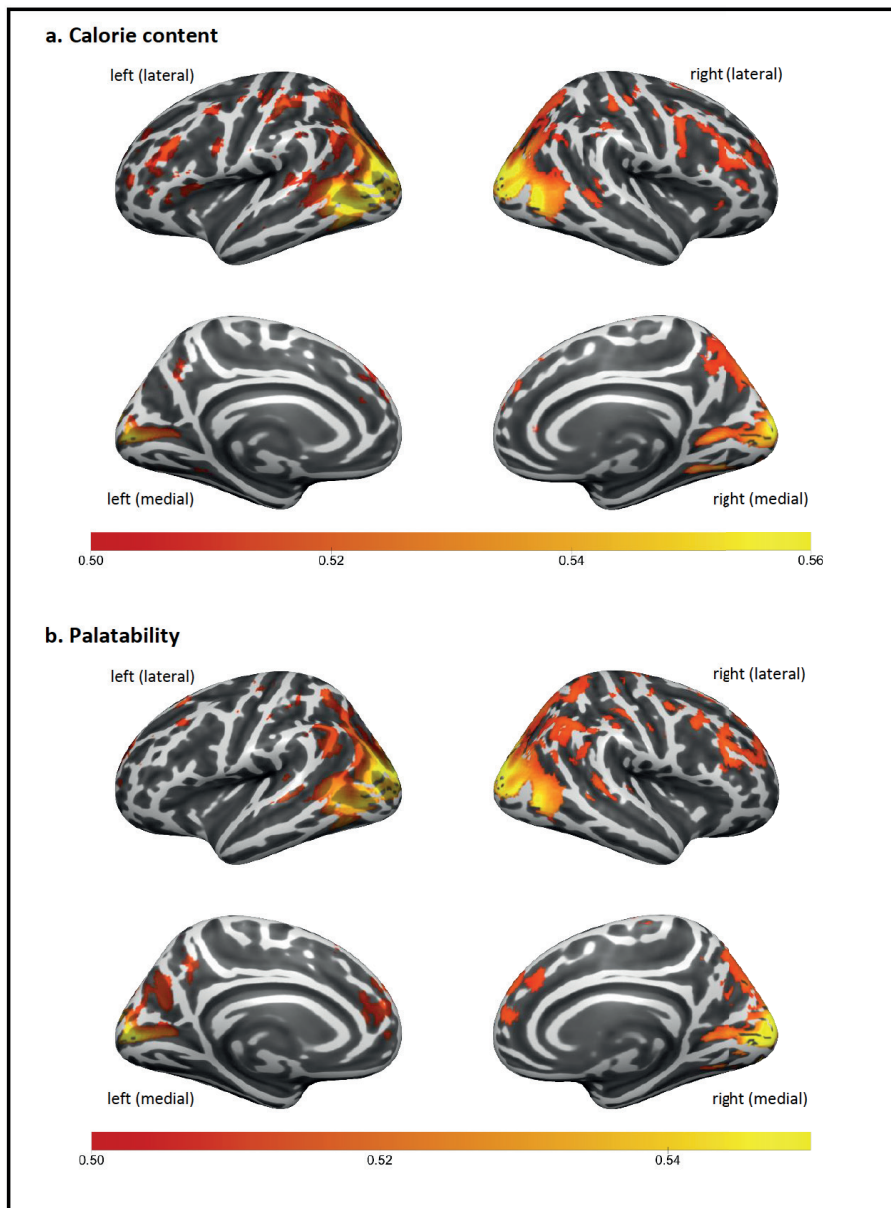 a. Calorie content
left (lateral)
right (lateral)
left (medial)
right (medial)
0.50
0.52
0.54
0.56
b. Palatability
left (lateral)
right (lateral)
left (medial)
right (medial)
0.50
0.52
0.54